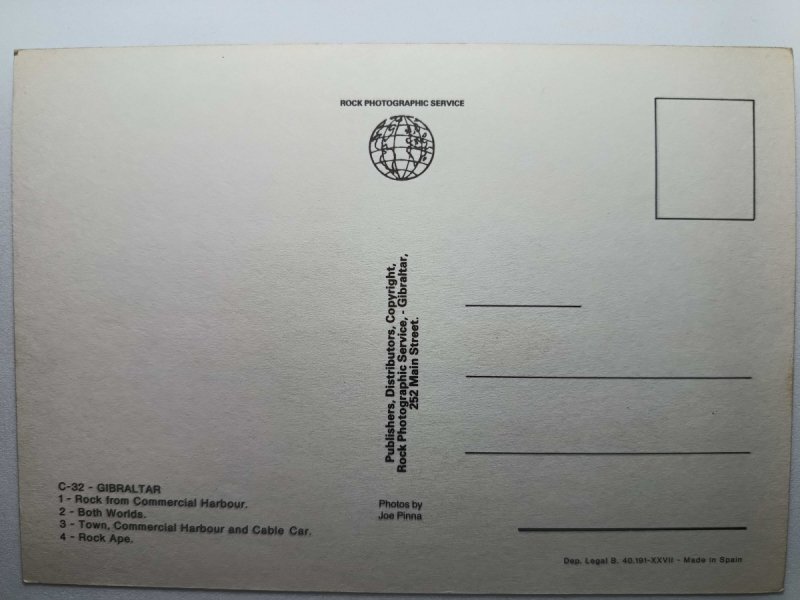 ROCK PHOTOGRAPHIC SERVICE
Publishers, Distributors, Copyright,
Rock Photographic Service, - Gibraltar,
252 Main Street.
C-32 - GIBRALTAR
1 - Rock from Commercial Harbour.
2 - Both Worlds.
3 - Town, Commercial Harbour and Cable Car.
4 - Rock Ape.
Photos by
Joe Pinna
Dep. Legal B. 40.191-XXVII - Made in Spain